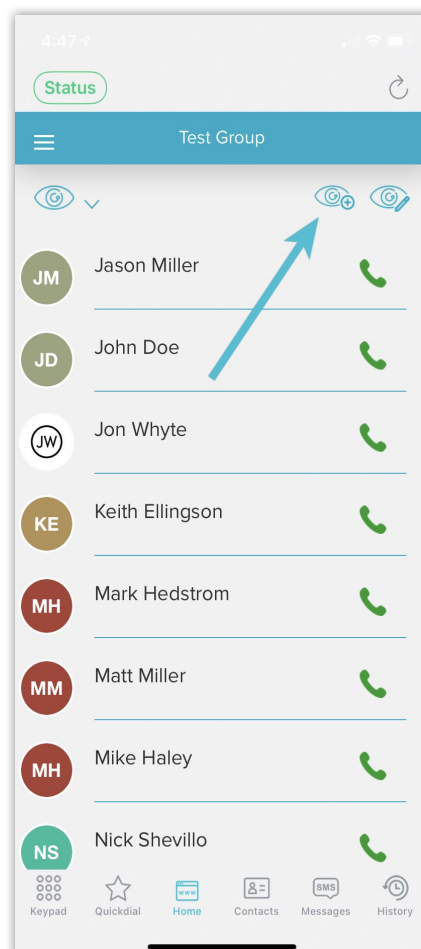 4:47
Status
Test Group
JM Jason Miller
JD John Doe
JW Jon Whyte
KE Keith Ellingson
MH Mark Hedstrom
MM Matt Miller
MH Mike Haley
NS Nick Shevillo
www
SMS
Keypad Quickdial Home Contacts Messages History